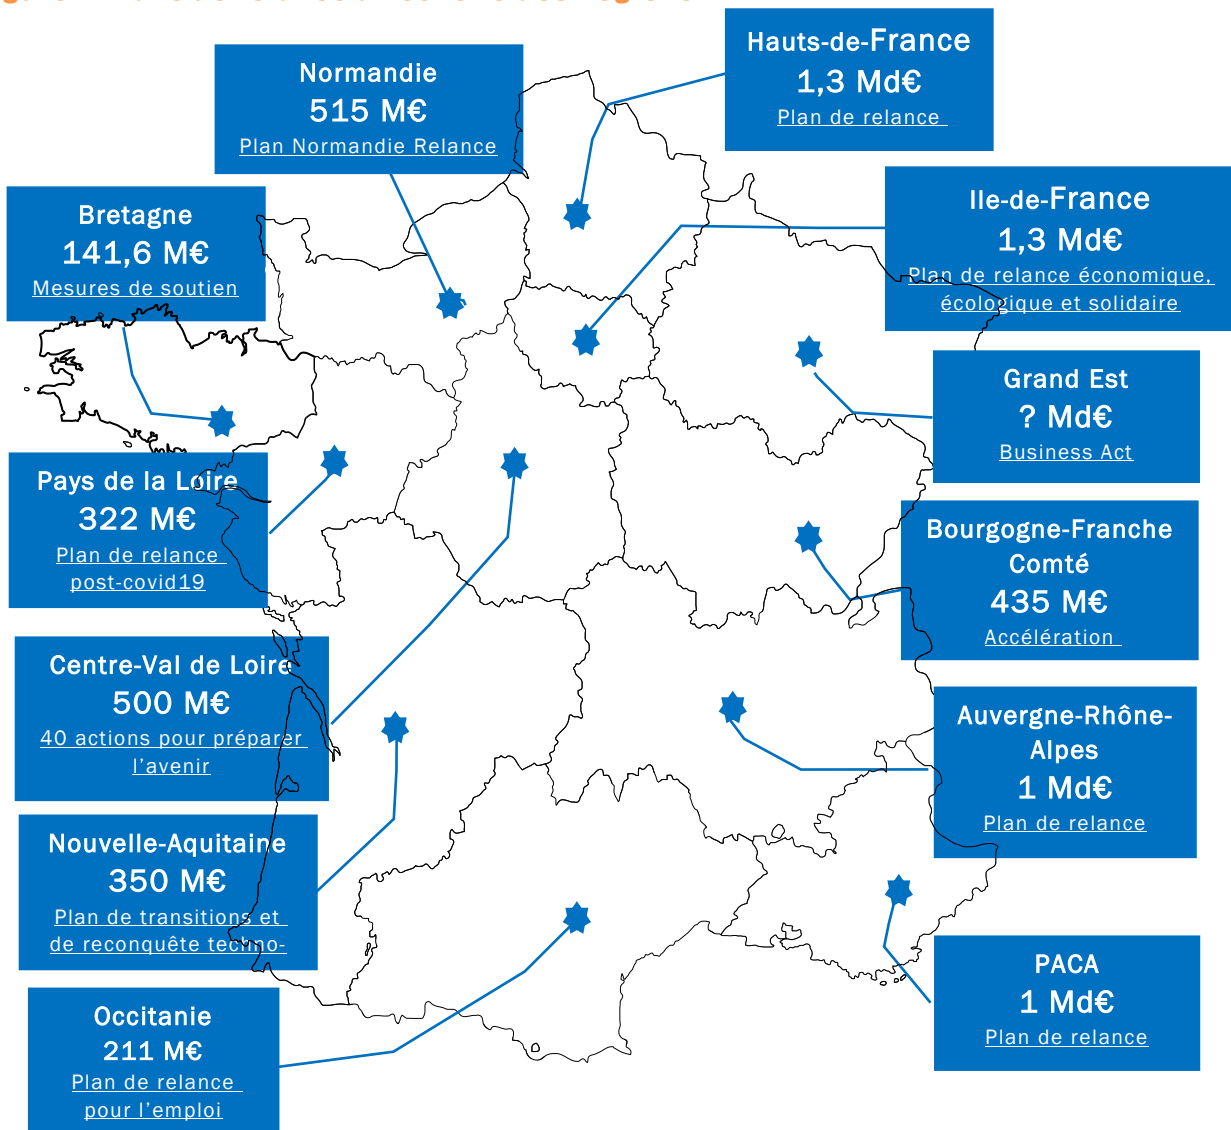 Hauts-de-France
1,3 Md€
Plan de relance
Normandie
515 M€
Plan Normandie Relance
Ile-de-France
1,3 Md€
Plan de relance économique,
écologique et solidaire
Bretagne
141,6 M€
Mesures de soutien
Grand Est
? Md€
Business Act
Pays de la Loire
322 M€
Plan de relance
post-covid19
Bourgogne-Franche
Comté
435 M€
Accélération
Centre-Val de Loire
500 M€
40 actions pour préparer
l'avenir
Auvergne-Rhône-
Alpes
1 Md€
Plan de relance
Nouvelle-Aquitaine
350 M€
Plan de transitions et
de reconquête techno-
PACA
1 Md€
Plan de relance
Occitanie
211 M€
Plan de relance
pour l'emploi